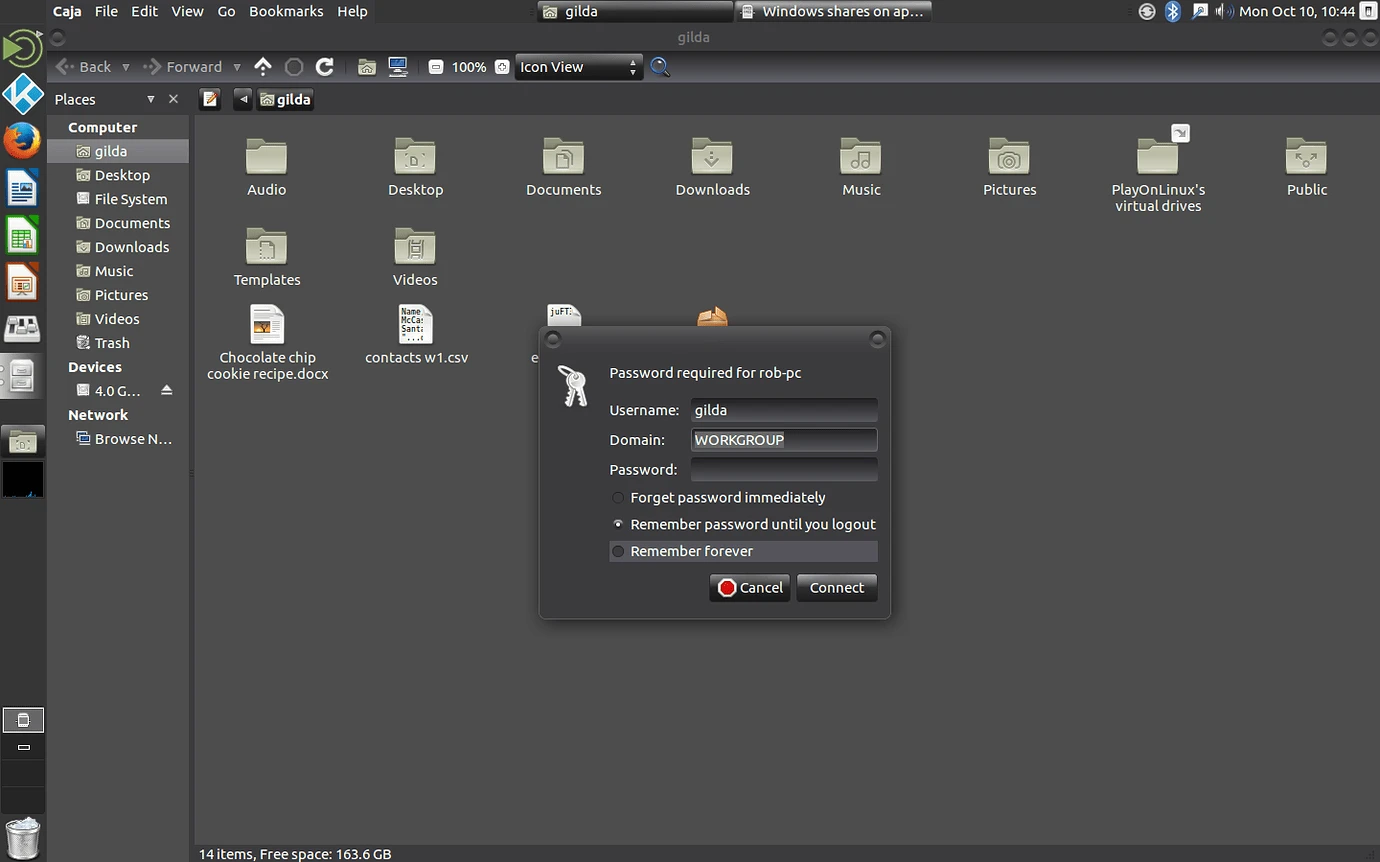 Caja File Edit View Go Bookmarks Help
gilda
Windows shares on ap...
Mon Oct 10, 10:44
gilda
Back
Forward
100%
Icon View
Places
gilda
Computer
gilda
Desktop
File System
Documents
Downloads
Music
Pictures
Videos
Trash
Devices
4.0 G...
Network
Browse N...
Audio
Desktop
Documents
Downloads
Music
Pictures
PlayOnLinux's
virtual drives
Public
Templates
Videos
Name,
McCas
Santa
"...c
juFTI
Chocolate chip
cookie recipe.docx
contacts w1.csv
e
Password required for rob-pc
Username: gilda
Domain: WORKGROUP
Password:
Forget password immediately
Remember password until you logout
Remember forever
Cancel
Connect
14 items, Free space: 163.6 GB